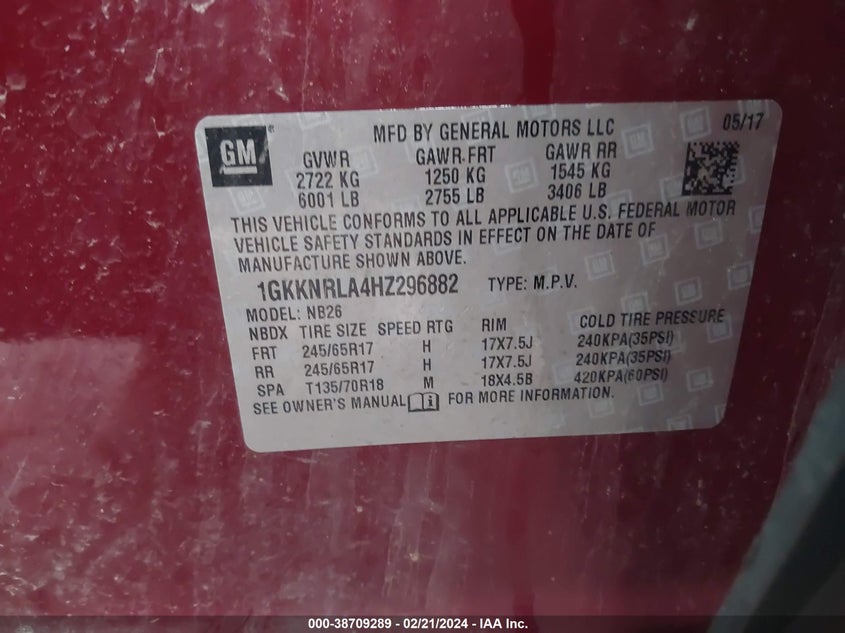 GM
MFD BY GENERAL MOTORS LLC 05/17
GVWR GAWR FRT GAWR RR
2722 KG 1250 KG 1545 KG
6001 LB 2755 LB 3406 LB
THIS VEHICLE CONFORMS TO ALL APPLICABLE U.S. FEDERAL MOTOR
VEHICLE SAFETY STANDARDS IN EFFECT ON THE DATE OF
MANUFACTURE SHOWN ABOVE.
1GKKNRLA4HZ296882 TYPE: M.P.V.
MODEL: NB26
NBDX TIRE SIZE SPEED RTG RIM COLD TIRE PRESSURE
FRT 245/65R17 H 17X7.5J 240KPA(35PSI)
RR 245/65R17 H 17X7.5J 240KPA(35PSI)
SPA T135/70R18 M 18X4.5B 420KPA(60PSI)
SEE OWNER'S MANUAL FOR MORE INFORMATION.
000-38709289 - 02/21/2024 - IAA Inc.